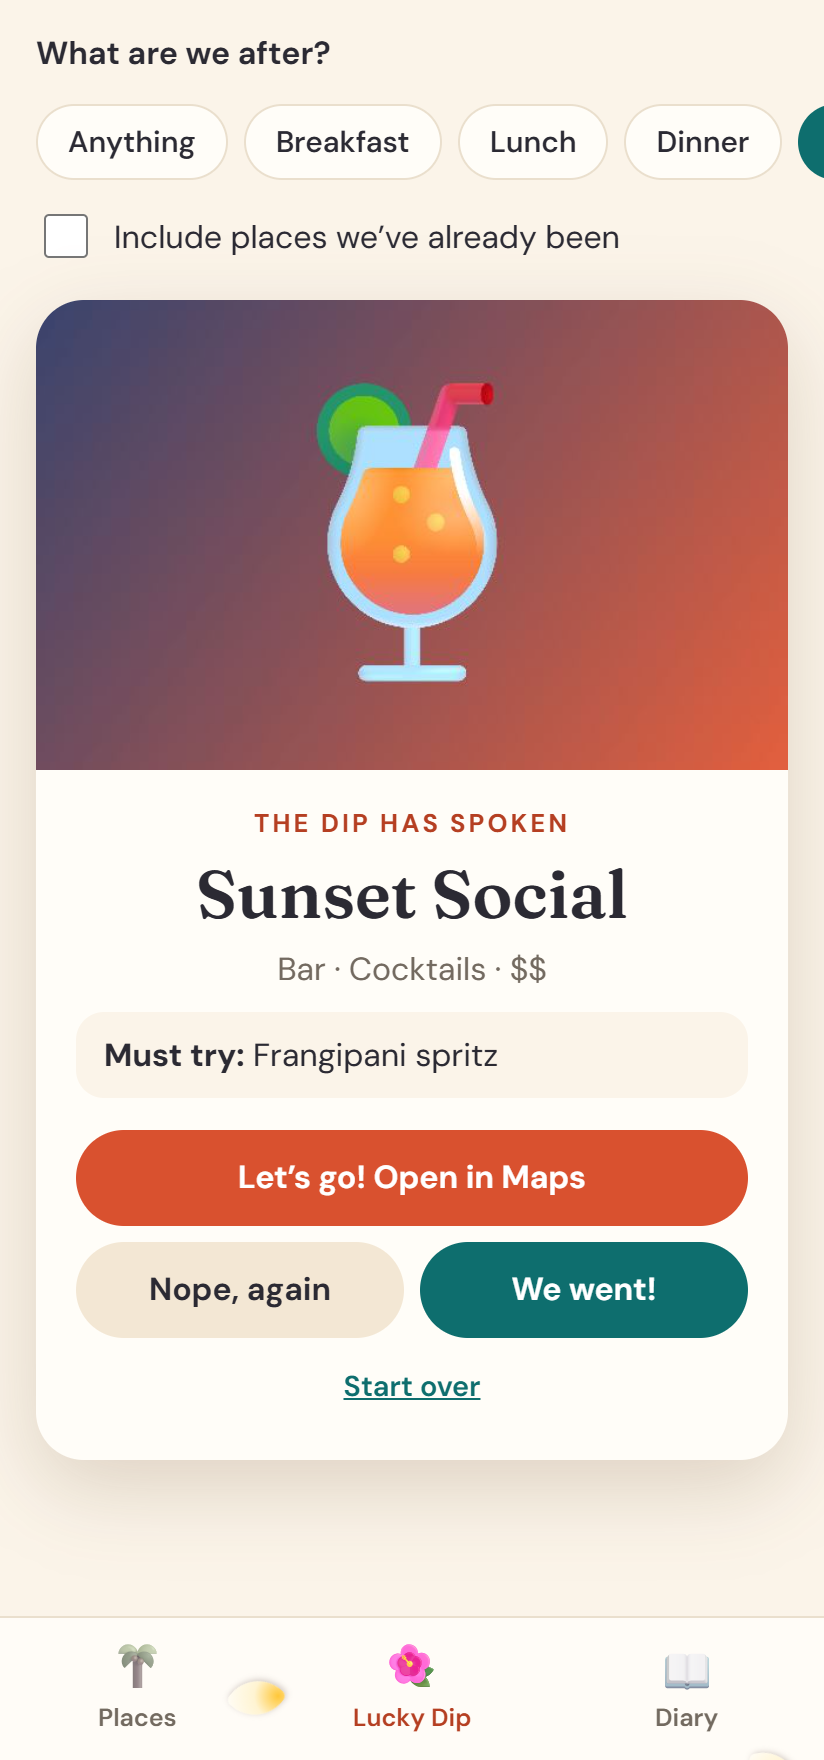 What are we after?
Anything
Breakfast
Lunch
Dinner
Include places we’ve already been
THE DIP HAS SPOKEN
Sunset Social
Bar · Cocktails · $$
Must try: Frangipani spritz
Let’s go! Open in Maps
Nope, again
We went!
Start over
Places
Lucky Dip
Diary